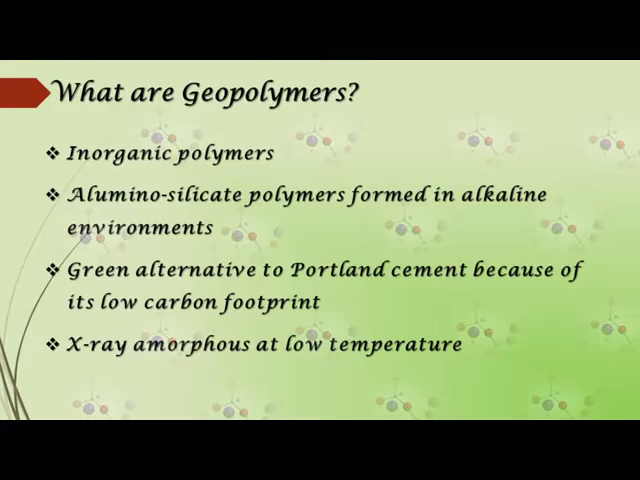 What are Geopolymers?
❖ Inorganic polymers
❖ Alumino-silicate polymers formed in alkaline
environments
❖ Green alternative to Portland cement because of
its low carbon footprint
❖ X-ray amorphous at low temperature